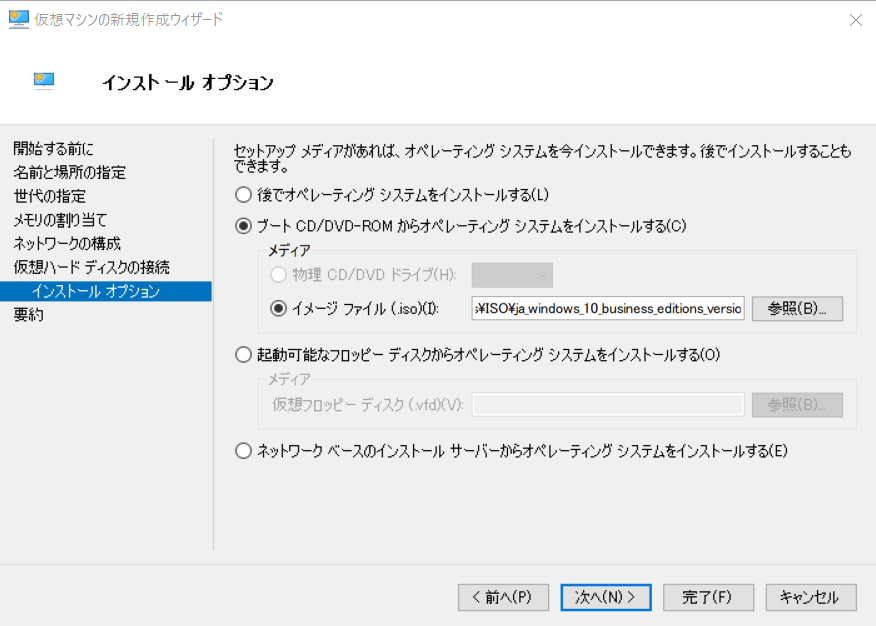 仮想マシンの新規作成ウィザード
インストール オプション
開始する前に
名前と場所の指定
世代の指定
メモリの割り当て
ネットワークの構成
仮想ハード ディスクの接続
インストール オプション
要約
セットアップ メディアがあれば、オペレーティング システムを今インストールできます。後でインストールすることも
できます。
後でオペレーティング システムをインストールする(L)
ブート CD/DVD-ROM からオペレーティング システムをインストールする(C)
メディア
物理 CD/DVD ドライブ(H):
イメージ ファイル (.iso)(I): ¥ISO¥ja_windows_10_business_editions_versio 参照(B)...
起動可能なフロッピー ディスクからオペレーティング システムをインストールする(O)
メディア
仮想フロッピー ディスク (.vfd)(V): 参照(B)...
ネットワーク ベースのインストール サーバーからオペレーティング システムをインストールする(E)
< 前へ(P) 次へ(N) > 完了(F) キャンセル